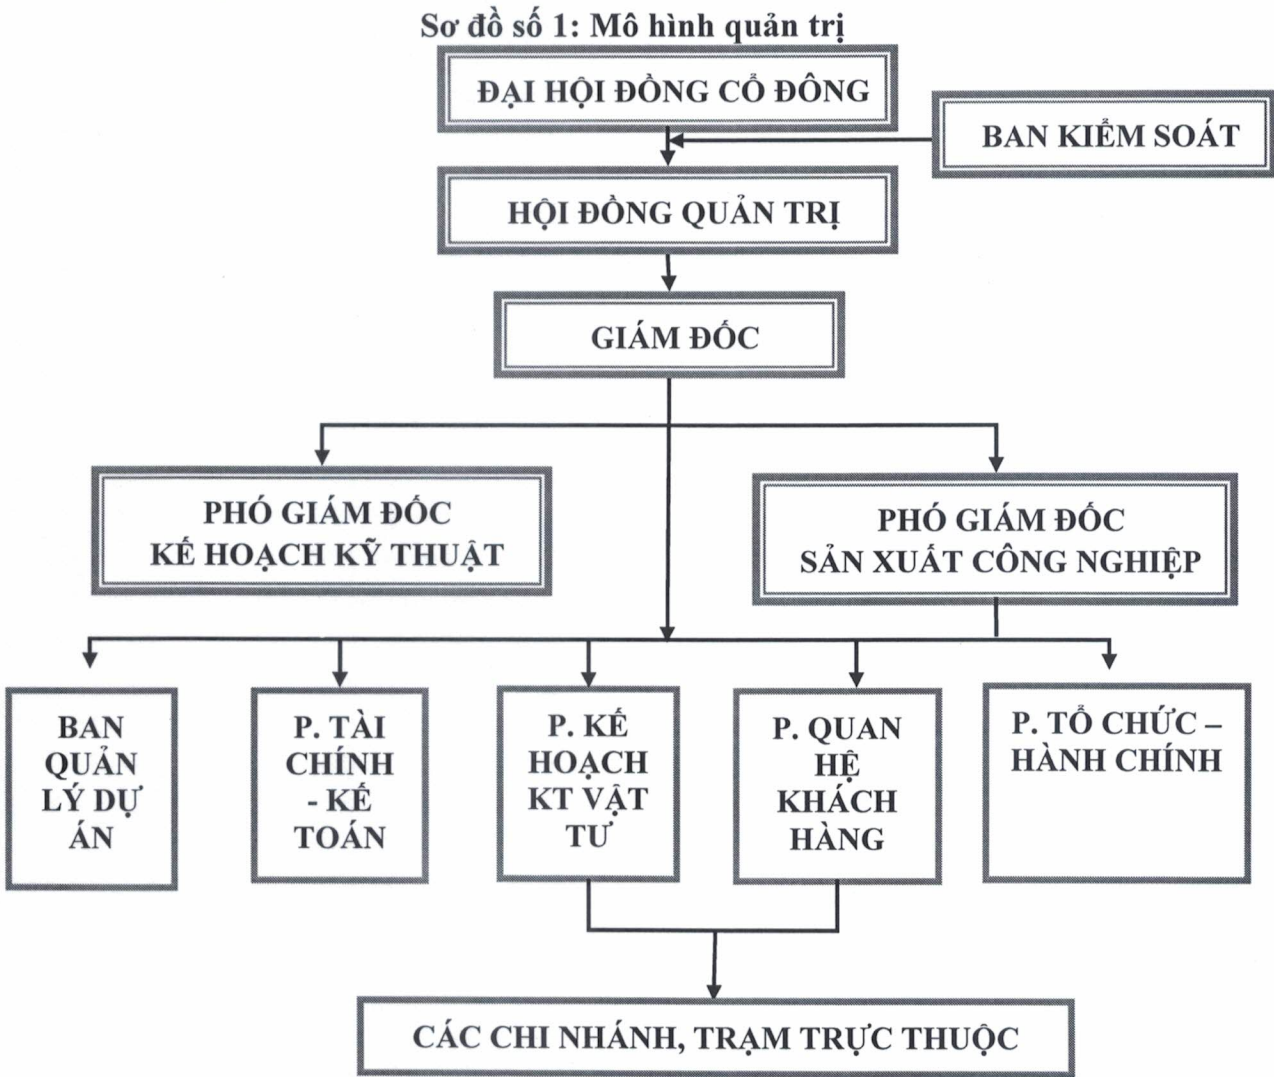 Sơ đồ số 1: Mô hình quản trị
ĐẠI HỘI ĐỒNG CỔ ĐÔNG
BAN KIỂM SOÁT
HỘI ĐỒNG QUẢN TRỊ
GIÁM ĐỐC
PHÓ GIÁM ĐỐC
KẾ HOẠCH KỸ THUẬT
PHÓ GIÁM ĐỐC
SẢN XUẤT CÔNG NGHIỆP
BAN
QUẢN
LÝ DỰ
ÁN
P. TÀI
CHÍNH
- KẾ
TOÁN
P. KẾ
HOẠCH
KT VẬT
TƯ
P. QUAN
HỆ
KHÁCH
HÀNG
P. TỔ CHỨC –
HÀNH CHÍNH
CÁC CHI NHÁNH, TRẠM TRỰC THUỘC